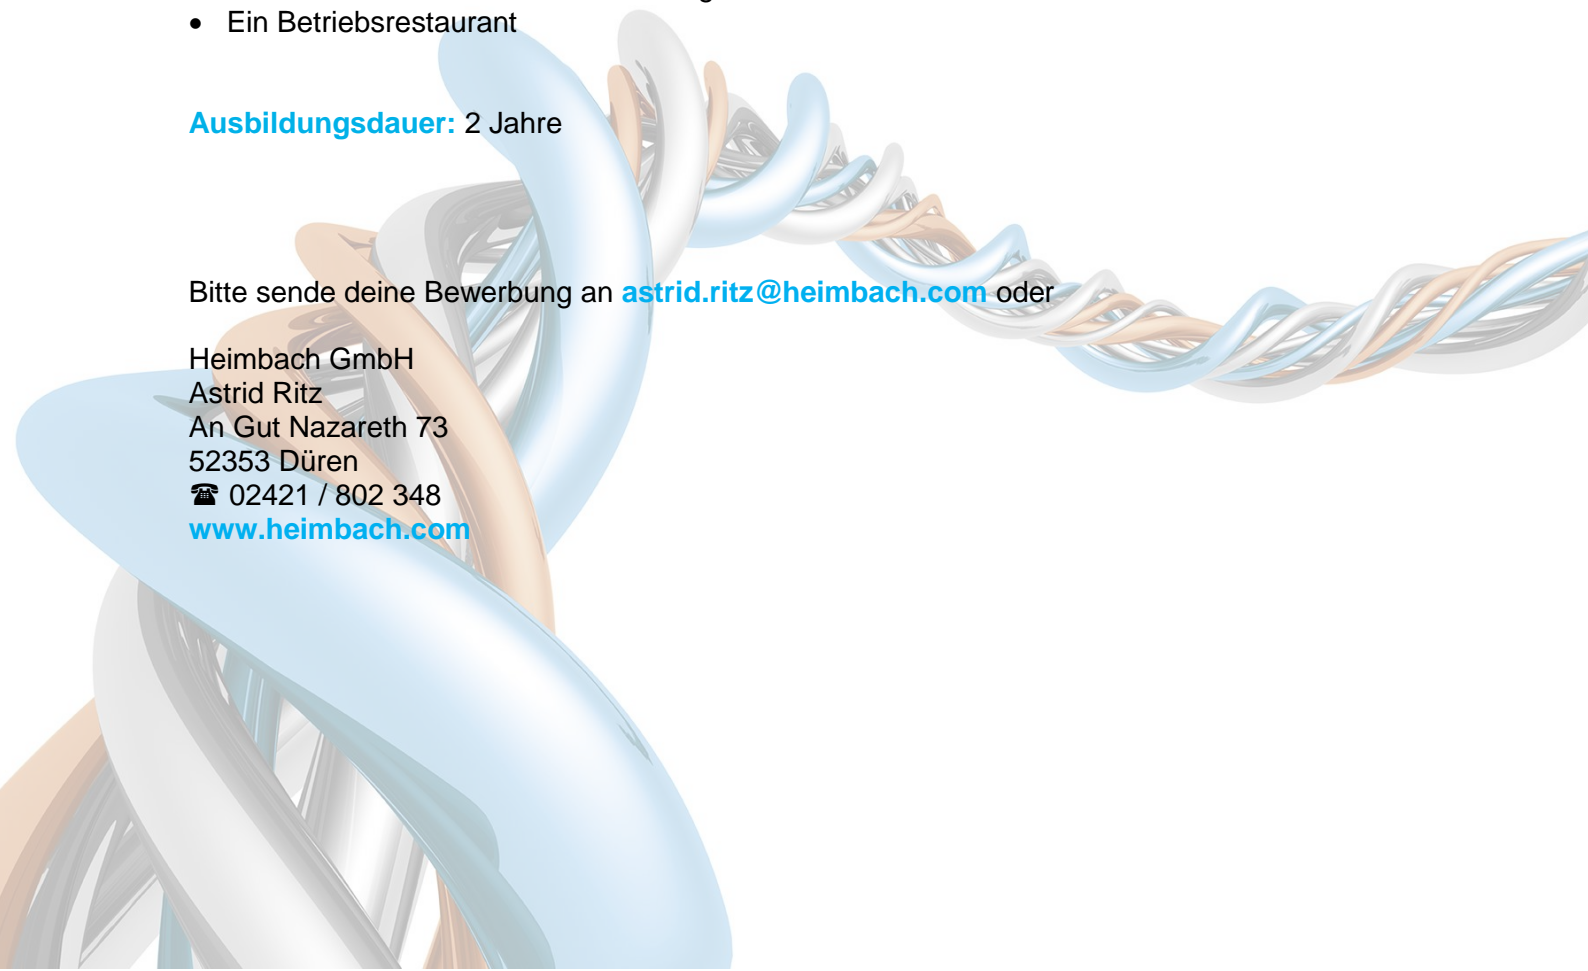 • Ein Betriebsrestaurant
Ausbildungsdauer: 2 Jahre
Bitte sende deine Bewerbung an astrid.ritz@heimbach.com oder
Heimbach GmbH
Astrid Ritz
An Gut Nazareth 73
52353 Düren
☎ 02421 / 802 348
www.heimbach.com